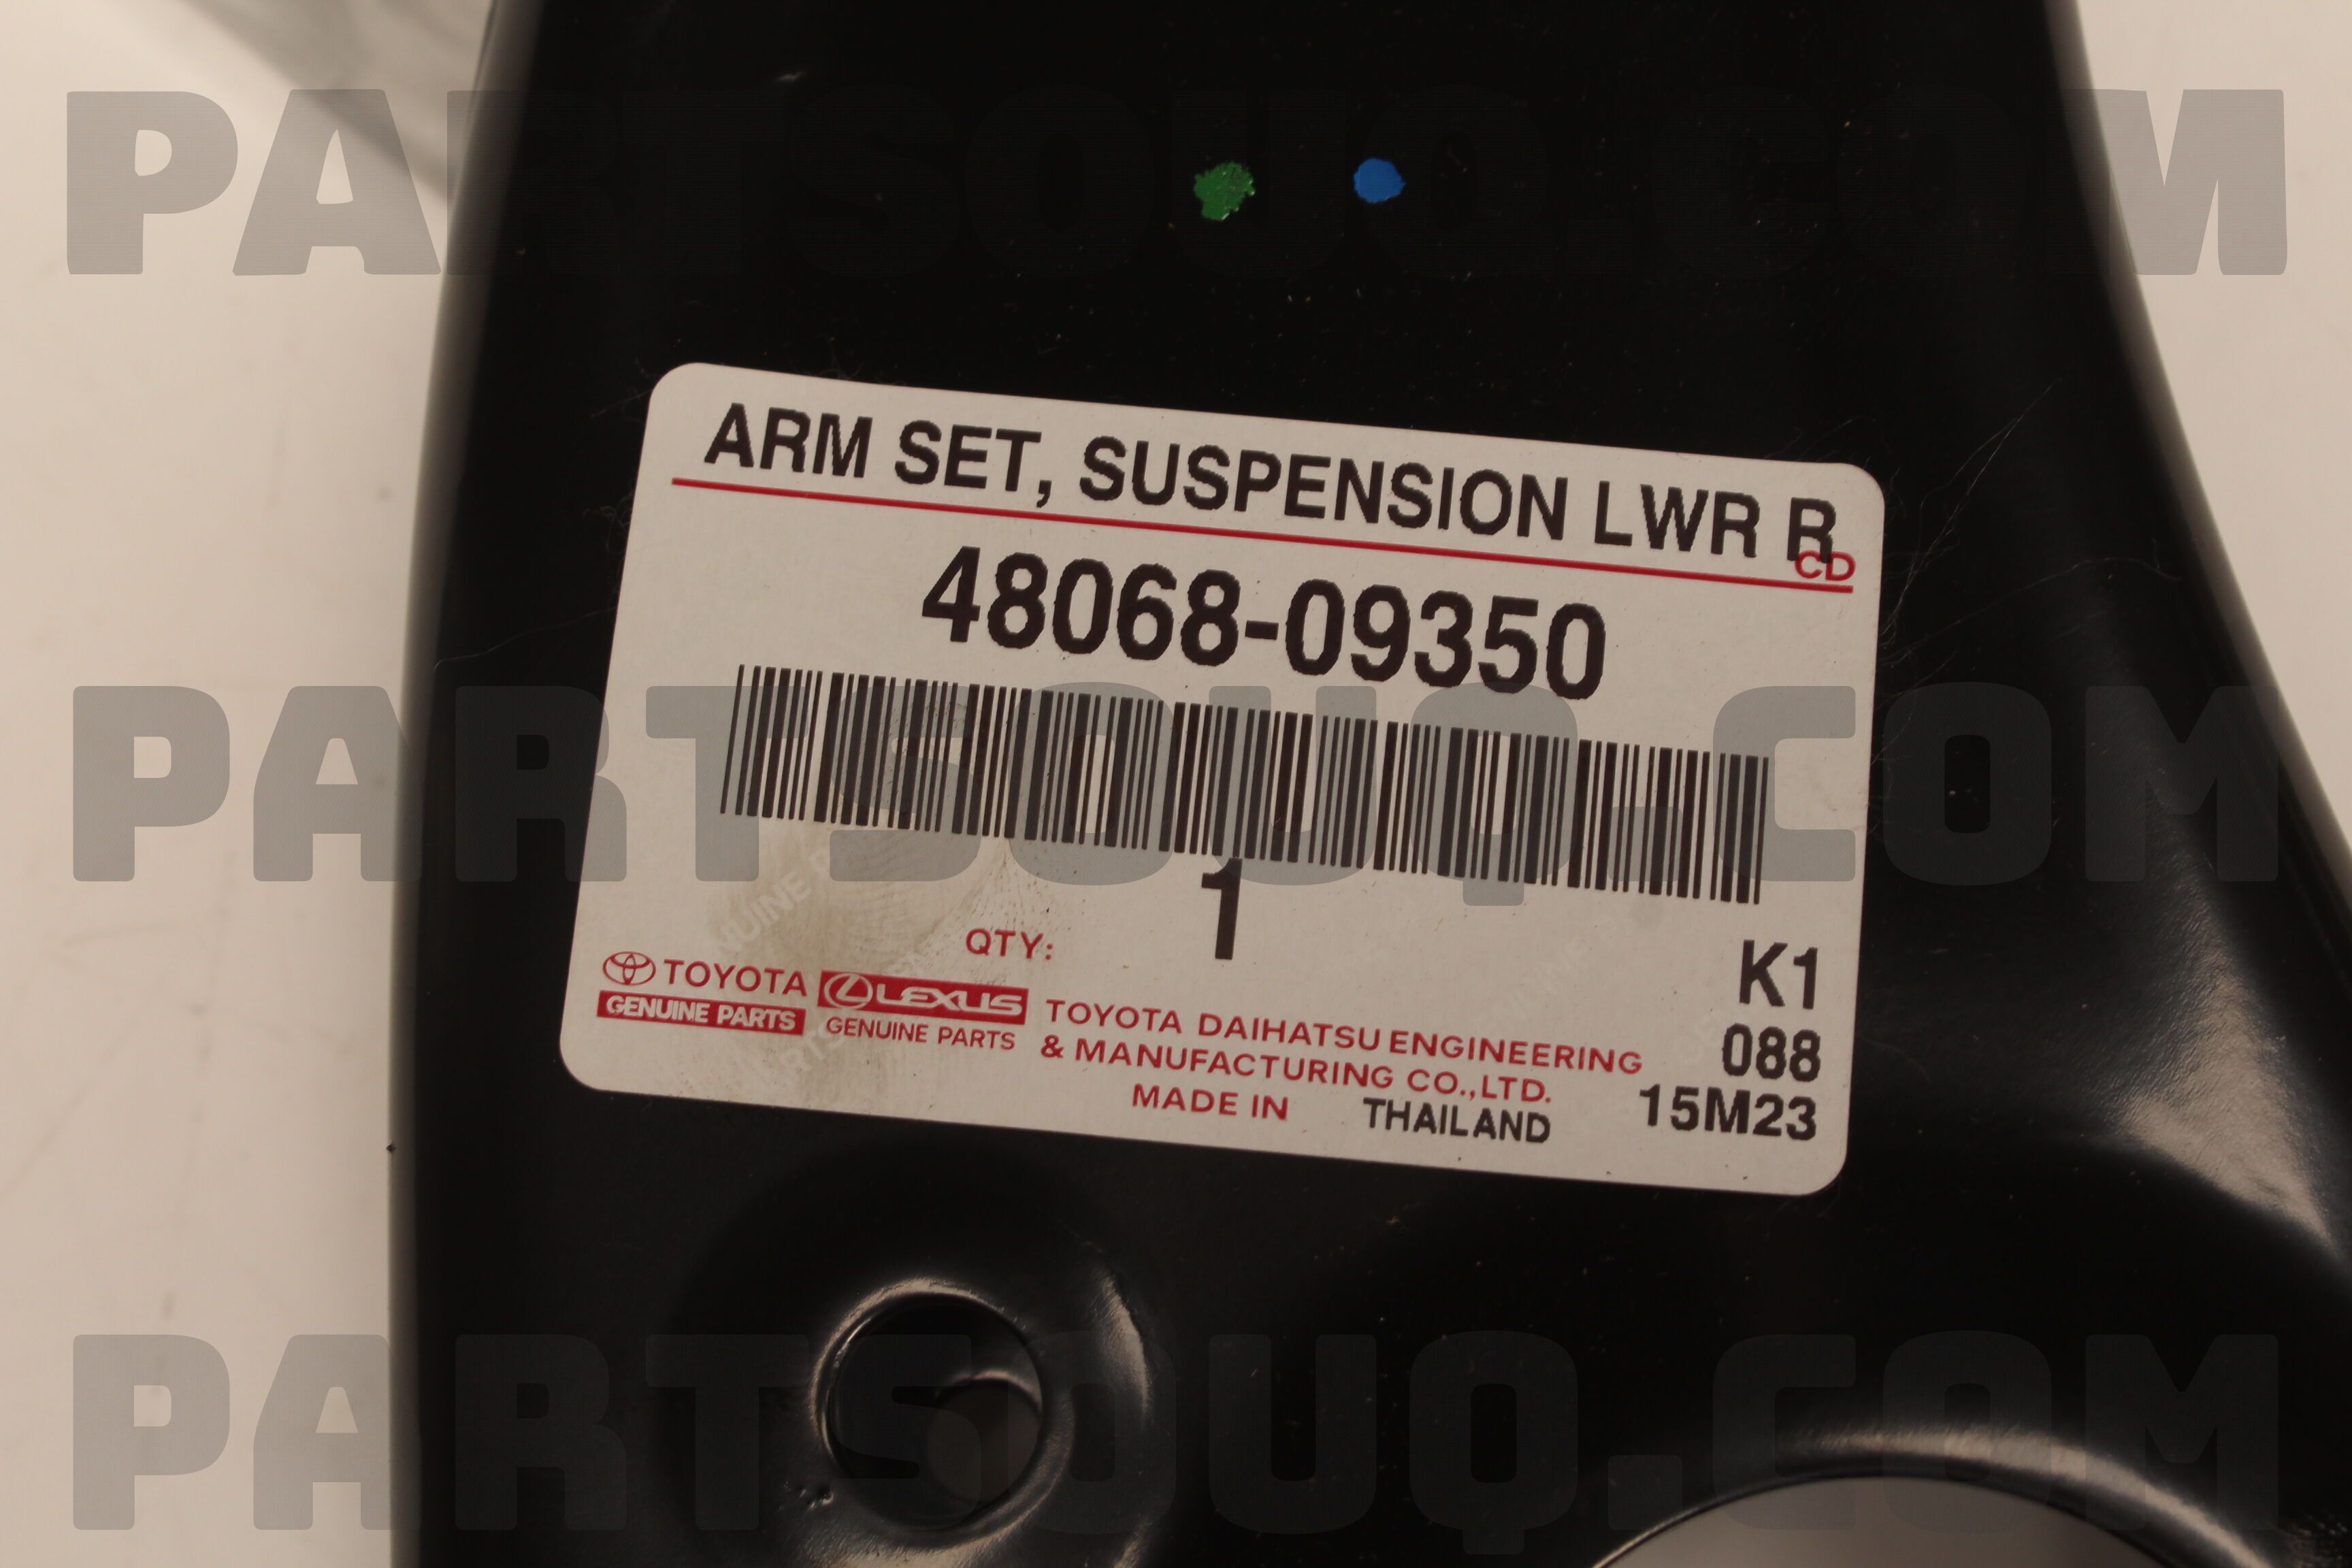 PARTSOUQ.COM
ARM SET, SUSPENSION LWR R
CD
48068-09350
PARTSOUQ.COM
QTY: 1
TOYOTA
GENUINE PARTS
LEXUS
GENUINE PARTS
TOYOTA DAIHATSU ENGINEERING
& MANUFACTURING CO.,LTD.
MADE IN THAILAND
K1
088
15M23
PARTSOUQ.COM